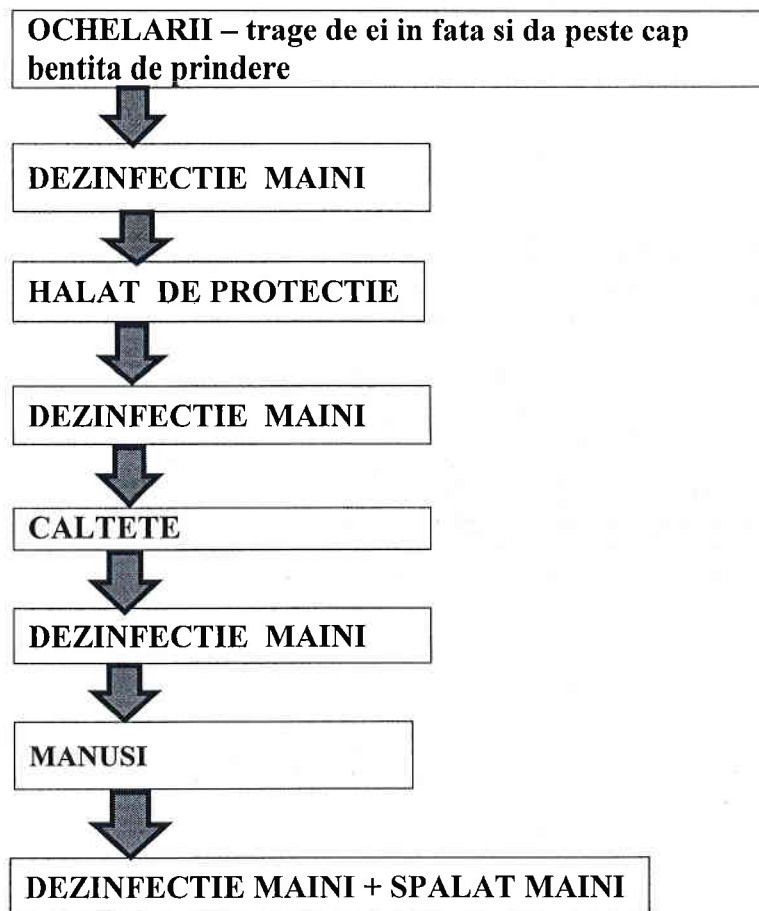 OCHELARII – trage de ei in fata si da peste cap
bentita de prindere
DEZINFECTIE MAINI
HALAT DE PROTECTIE
DEZINFECTIE MAINI
CALTETE
DEZINFECTIE MAINI
MANUSI
DEZINFECTIE MAINI + SPALAT MAINI